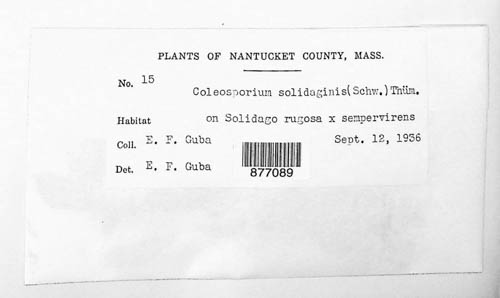 PLANTS OF NANTUCKET COUNTY, MASS.
No. 15
Coleosporium solidaginis(Schw.)Thüm.
Habitat on Solidago rugosa x sempervirens
Coll. E. F. Guba Sept. 12, 1936
Det. E. F. Guba
877089